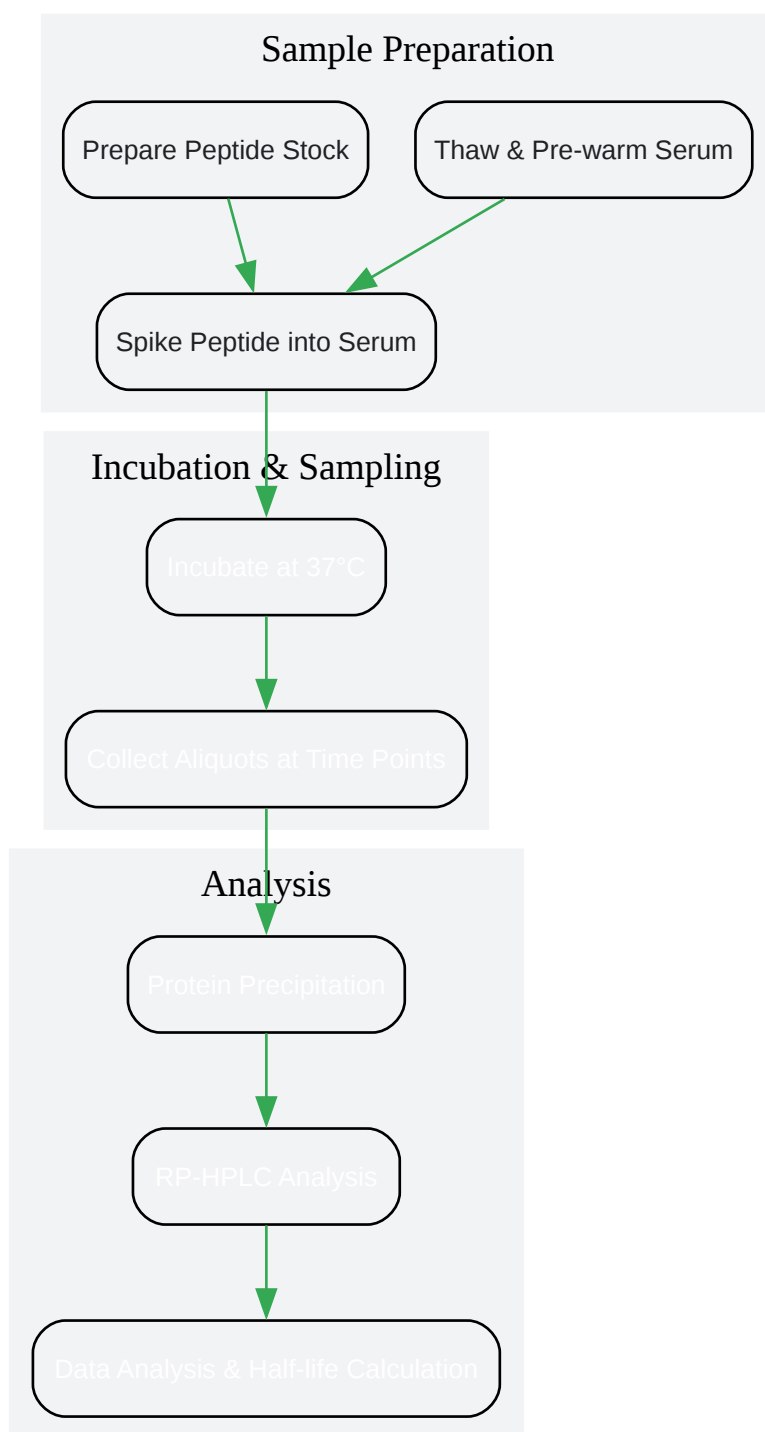 Sample Preparation
Prepare Peptide Stock
Thaw & Pre-warm Serum
Spike Peptide into Serum
Incubation & Sampling
Incubate at 37°C
Collect Aliquots at Time Points
Analysis
Protein Precipitation
RP-HPLC Analysis
Data Analysis & Half-life Calculation